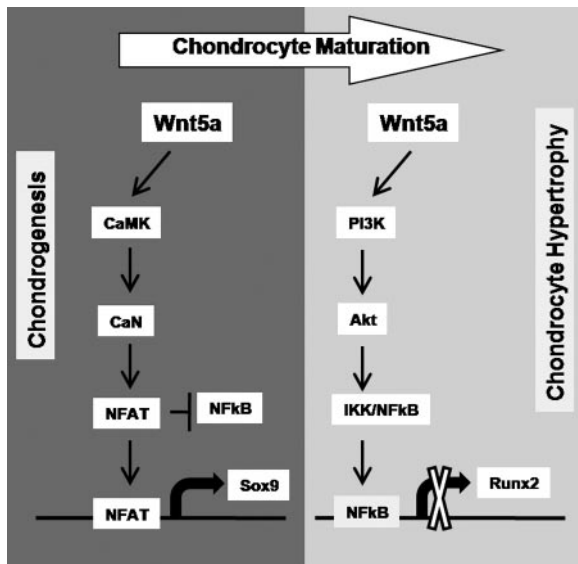 Chondrocyte Maturation
Chondrogenesis
Wnt5a
CaMK
CaN
NFAT
NFkB
NFAT
Sox9
Wnt5a
PI3K
Akt
IKK/NFkB
NFkB
Runx2
Chondrocyte Hypertrophy